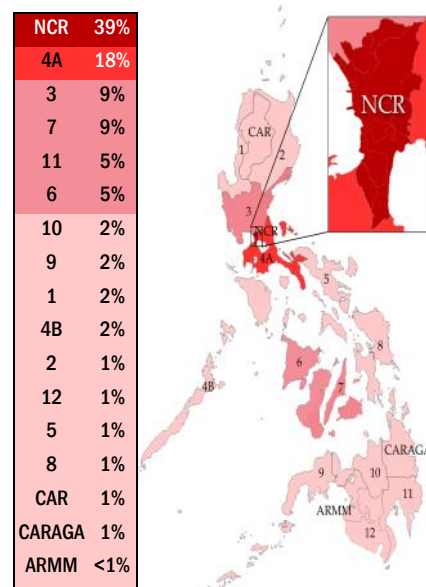 NCR 39%
4A 18%
3 9%
7 9%
11 5%
6 5%
10 2%
9 2%
1 2%
4B 2%
2 1%
12 1%
5 1%
8 1%
CAR 1%
CARAGA 1%
ARMM <1%
NCR
CAR
1
2
3
NCR
4A
5
8
6
7
4B
CARAGA
9
10
11
ARMM
12